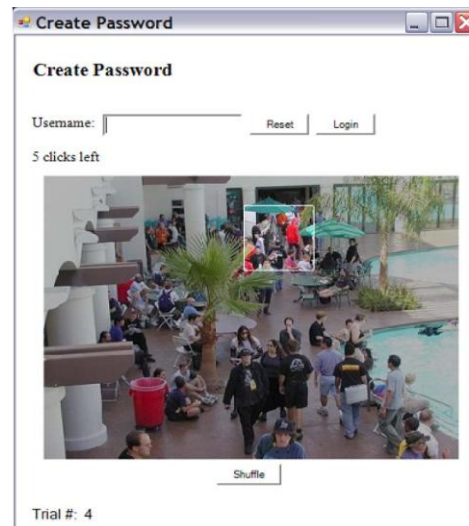 Create Password
Create Password
Username: Reset Login
5 clicks left
Shuffle
Trial #: 4